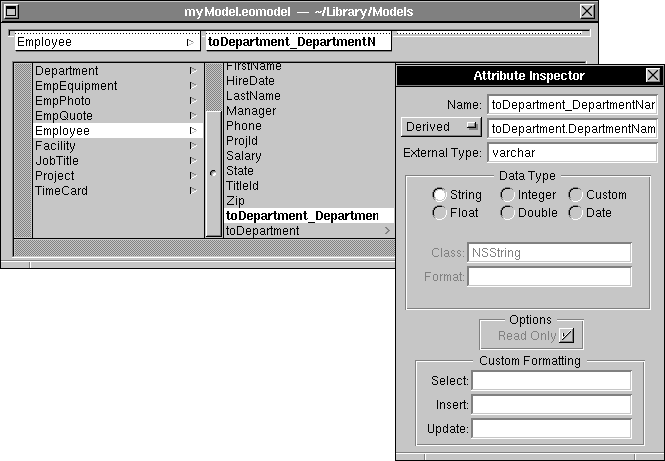 myModel.eomodel — ~/Library/Models
Employee
toDepartment_DepartmentN
Department
EmpEquipment
EmpPhoto
EmpQuote
Employee
Facility
JobTitle
Project
TimeCard
FirstName
HireDate
LastName
Manager
Phone
ProjId
Salary
State
TitleId
Zip
toDepartment_Departmen
toDepartment
Attribute Inspector
Name: toDepartment_DepartmentNar
Derived toDepartment.DepartmentNam
External Type: varchar
Data Type
String Integer Custom
Float Double Date
Class: NSString
Format:
Options
Read Only
Custom Formatting
Select:
Insert:
Update: